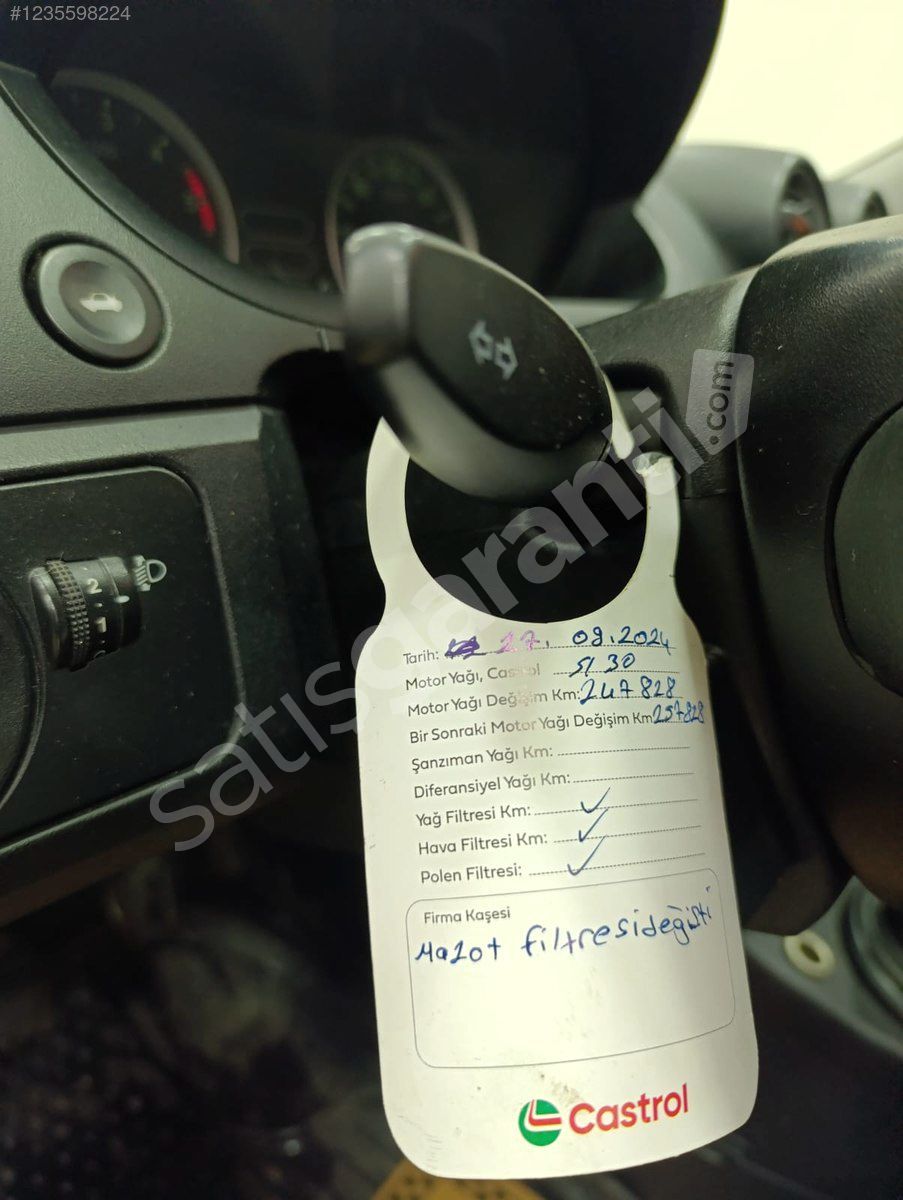 #1235598224
satışgaranti.com
Tarih: 27.09.2024
Motor Yağı, Castrol 5/30
Motor Yağı Değişim Km: 247828
Bir Sonraki Motor Yağı Değişim Km 257828
Şanzıman Yağı Km:
Diferansiyel Yağı Km:
Yağ Filtresi Km: ✓
Hava Filtresi Km: ✓
Polen Filtresi: ✓
Firma Kaşesi
Mazot filtresi değişti
Castrol
2